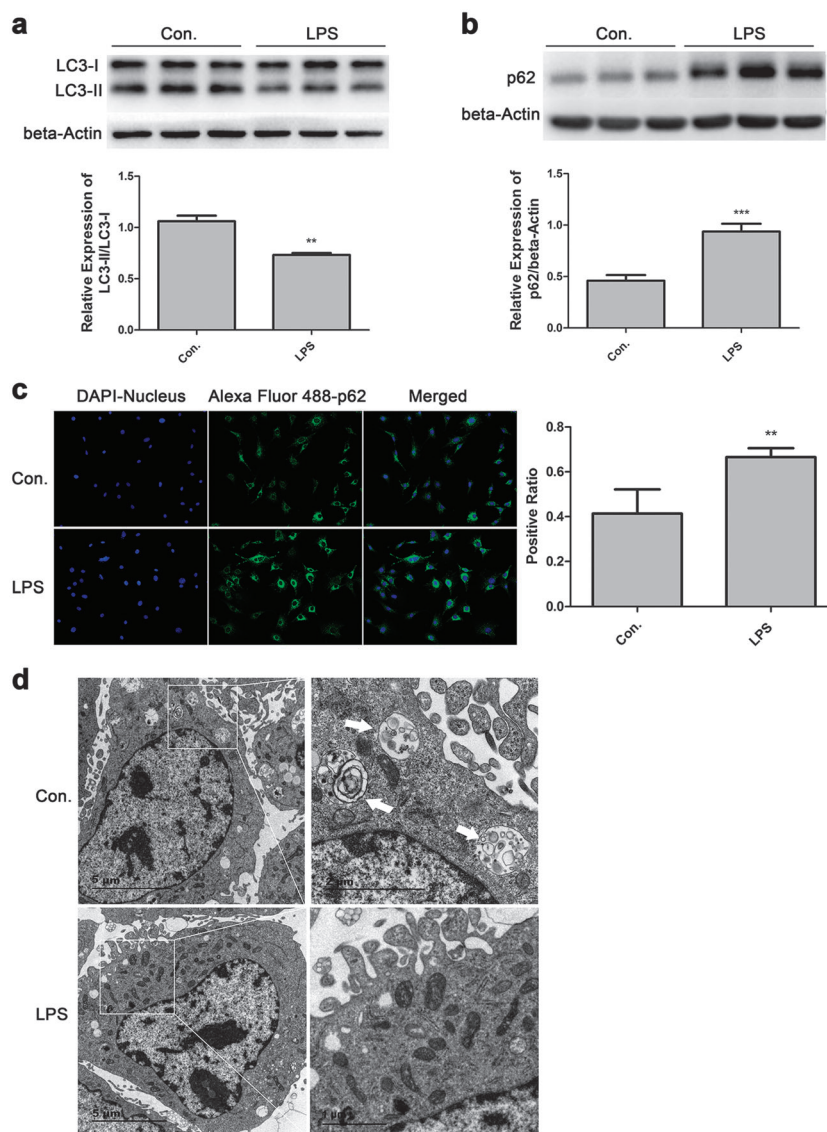 a
Con. LPS
LC3-I
LC3-II
beta-Actin
Relative Expression of
LC3-II/LC3-I
1.5
1.0
0.5
0.0
**
Con.
LPS
b
Con. LPS
p62
beta-Actin
Relative Expression of
p62/beta-Actin
1.5
1.0
0.5
0.0
***
Con.
LPS
c
DAPI-Nucleus Alexa Fluor 488-p62 Merged
Con.
LPS
Positive Ratio
0.8
0.6
0.4
0.2
0.0
**
Con.
LPS
d
Con.
5 µm
2 µm
LPS
5 µm
1 µm